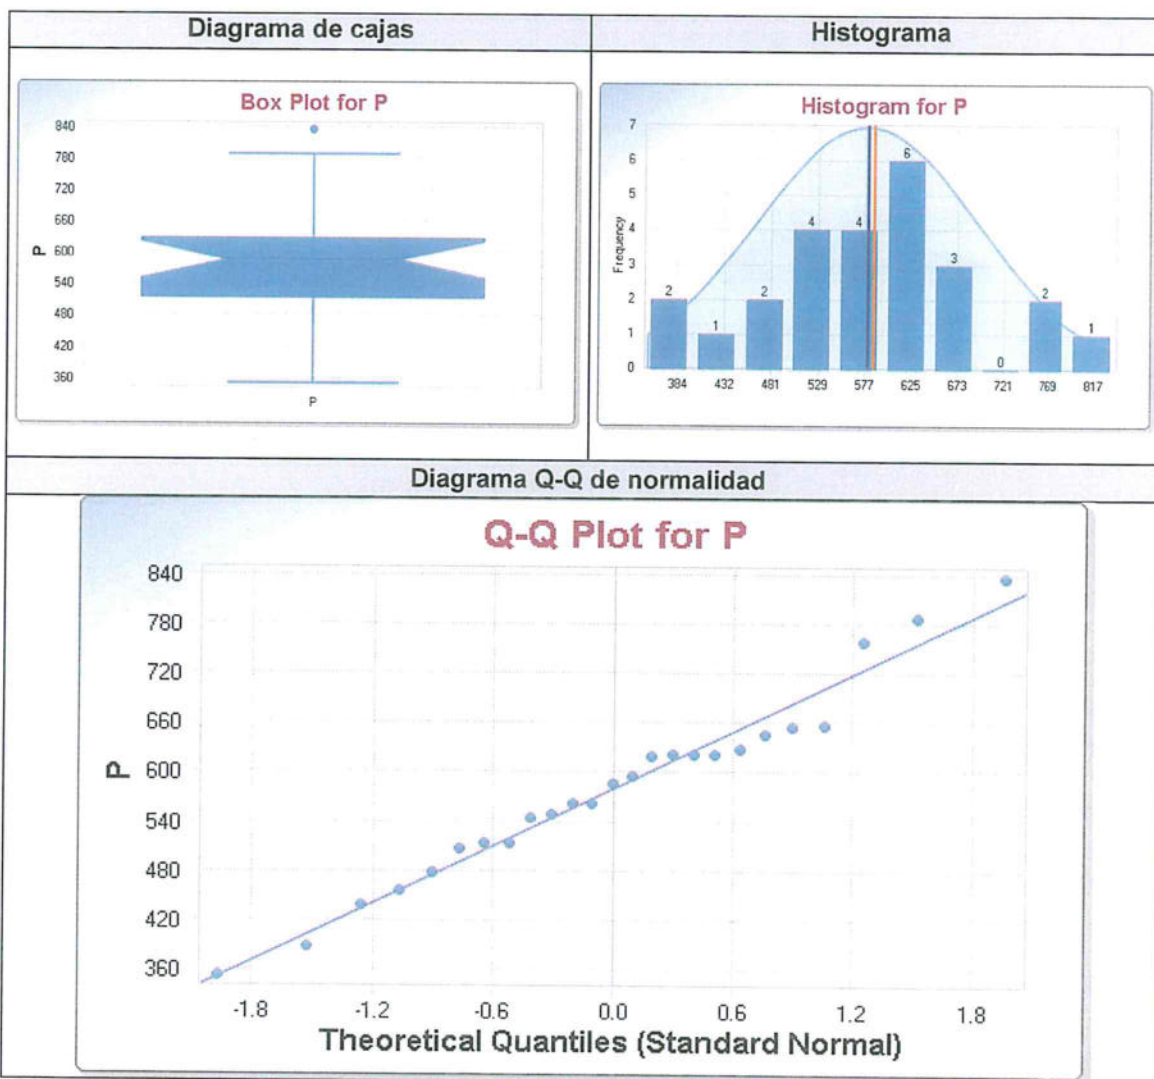 Diagrama de cajas
Histograma
Box Plot for P
840
780
720
660
600
540
480
420
360
P
P
Histogram for P
7
6
5
4
3
2
1
0
Frequency
2
1
2
4
4
6
3
0
2
1
384 432 481 529 577 625 673 721 769 817
Diagrama Q-Q de normalidad
Q-Q Plot for P
840
780
720
660
600
540
480
420
360
P
-1.8 -1.2 -0.6 0.0 0.6 1.2 1.8
Theoretical Quantiles (Standard Normal)